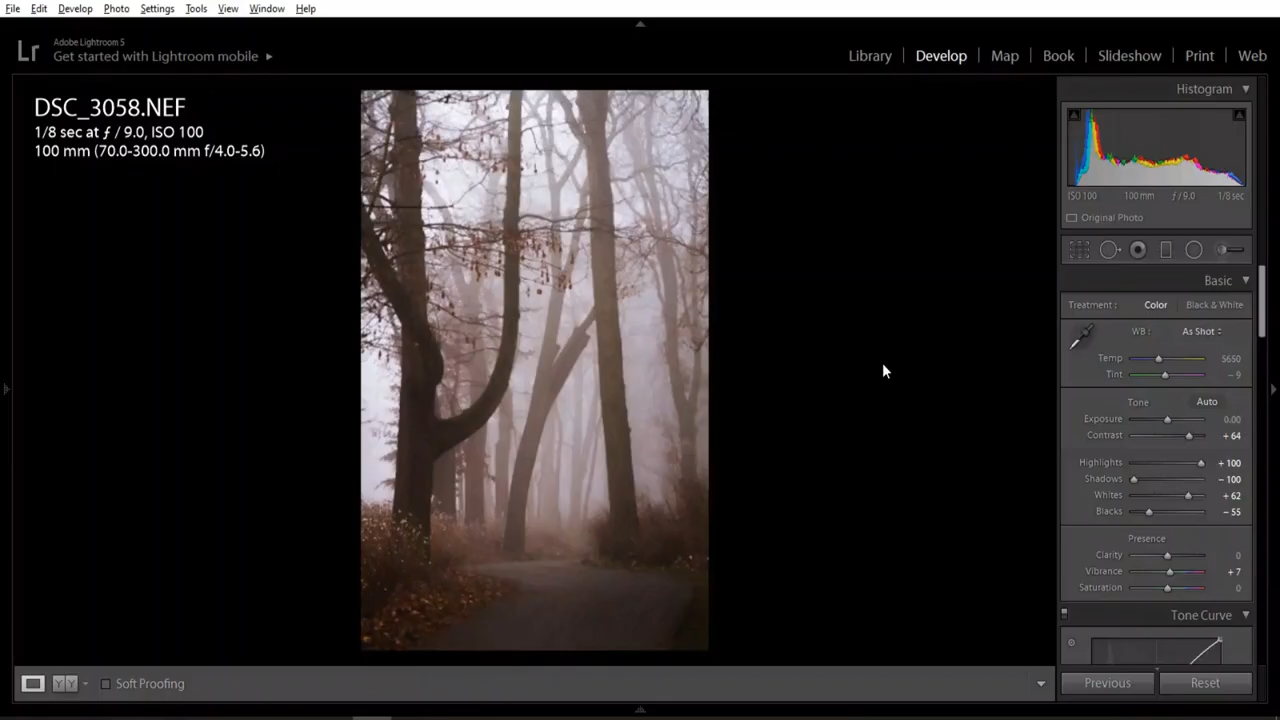 File Edit Develop Photo Settings Tools View Window Help
Lr
Adobe Lightroom 5
Get started with Lightroom mobile
Library Develop Map Book Slideshow Print Web
DSC_3058.NEF
1/8 sec at ƒ / 9.0, ISO 100
100 mm (70.0-300.0 mm f/4.0-5.6)
Histogram
ISO 100 100 mm ƒ / 9.0 1/8 sec
Original Photo
Basic
Treatment : Color Black & White
WB : As Shot
Temp 5650
Tint – 9
Tone Auto
Exposure 0.00
Contrast + 64
Highlights + 100
Shadows – 100
Whites + 62
Blacks – 55
Presence
Clarity 0
Vibrance + 7
Saturation 0
Tone Curve
YY Soft Proofing
Previous Reset